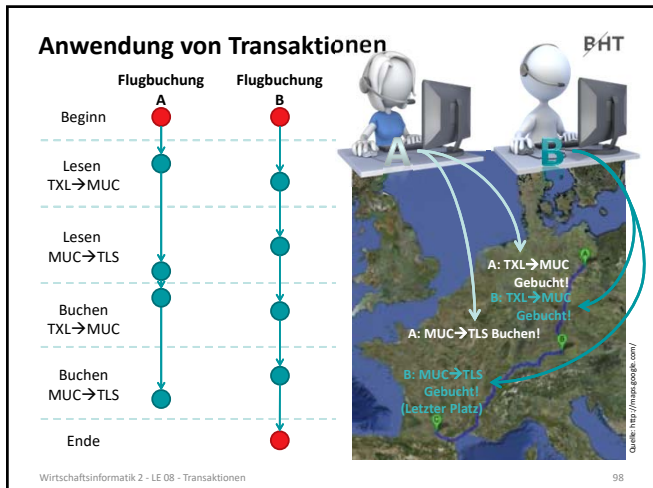 Anwendung von Transaktionen
BHT
Flugbuchung
A
Flugbuchung
B
Beginn
Lesen
TXL→MUC
Lesen
MUC→TLS
Buchen
TXL→MUC
Buchen
MUC→TLS
Ende
A
B
A: TXL→MUC
Gebucht!
B: TXL→MUC
Gebucht!
A: MUC→TLS Buchen!
B: MUC→TLS
Gebucht!
(Letzter Platz)
A
B
C
Quelle: http://maps.google.com/
Wirtschaftsinformatik 2 - LE 08 - Transaktionen
98